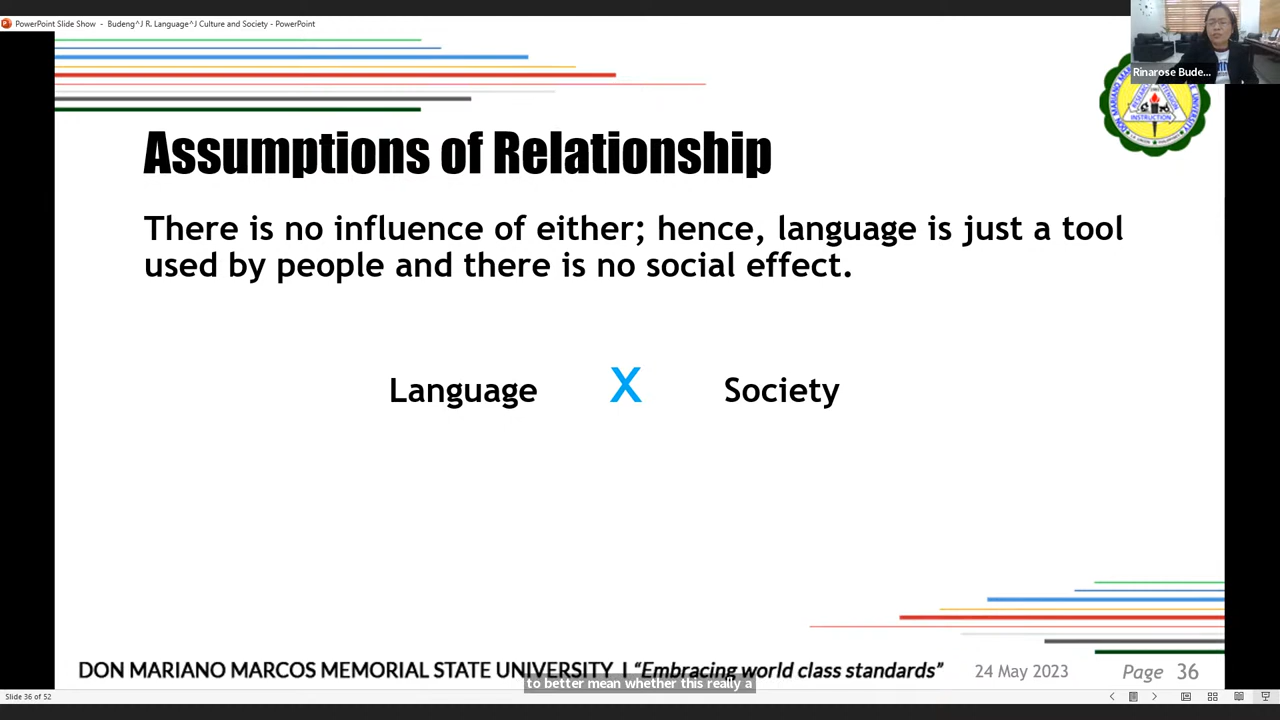 PowerPoint Slide Show - Budeng^J R. Language^J Culture and Society - PowerPoint
Rinarose Bude...
INSTRUCTION
Assumptions of Relationship
There is no influence of either; hence, language is just a tool
used by people and there is no social effect.
Language X Society
DON MARIANO MARCOS MEMORIAL STATE UNIVERSITY I “Embracing world class standards” 24 May 2023 Page 36
to better mean whether this really a
Slide 36 of 52